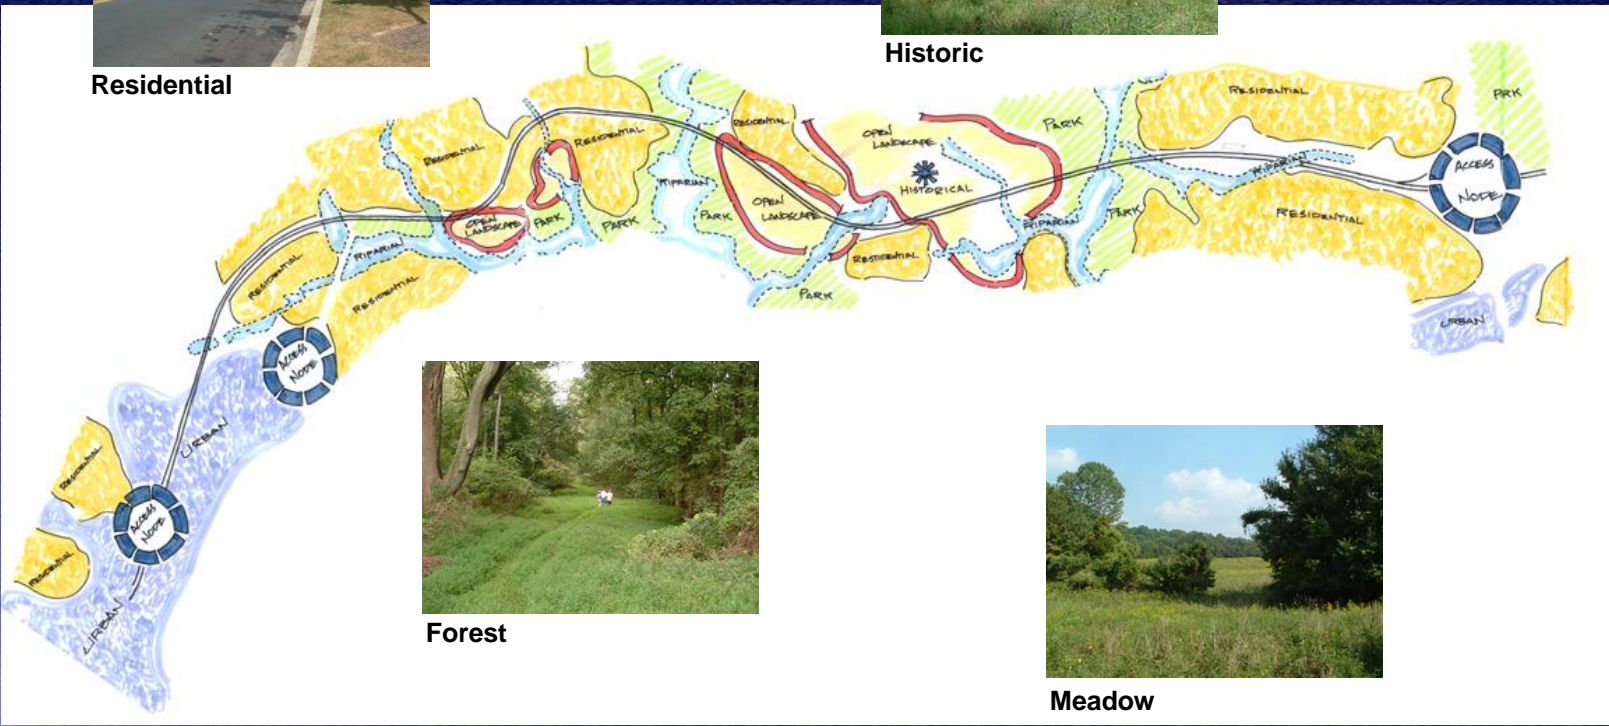 Residential
Historic
RESIDENTIAL
PARK
RESIDENTIAL
OPEN
LANDSCAPE
PARK
RESIDENTIAL
RESIDENTIAL
RIPARIAN
ACCESS
NODE
HISTORICAL
RIPARIAN
OPEN
LANDSCAPE
PARK
PARK
RESIDENTIAL
OPEN
LANDSCAPE
PARK
PARK
RIPARIAN
RIPARIAN
RESIDENTIAL
RESIDENTIAL
RESIDENTIAL
PARK
URBAN
ACCESS
NODE
URBAN
RESIDENTIAL
ACCESS
NODE
RESIDENTIAL
URBAN
Forest
Meadow